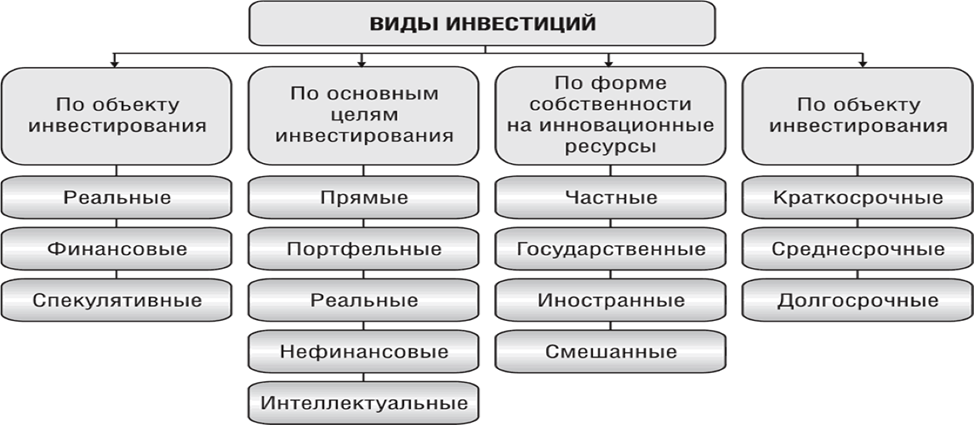 ВИДЫ ИНВЕСТИЦИЙ
По объекту
инвестирования
Реальные
Финансовые
Спекулятивные
По основным
целям
инвестирования
Прямые
Портфельные
Реальные
Нефинансовые
Интеллектуальные
По форме
собственности
на инновационные
ресурсы
Частные
Государственные
Иностранные
Смешанные
По объекту
инвестирования
Краткосрочные
Среднесрочные
Долгосрочные